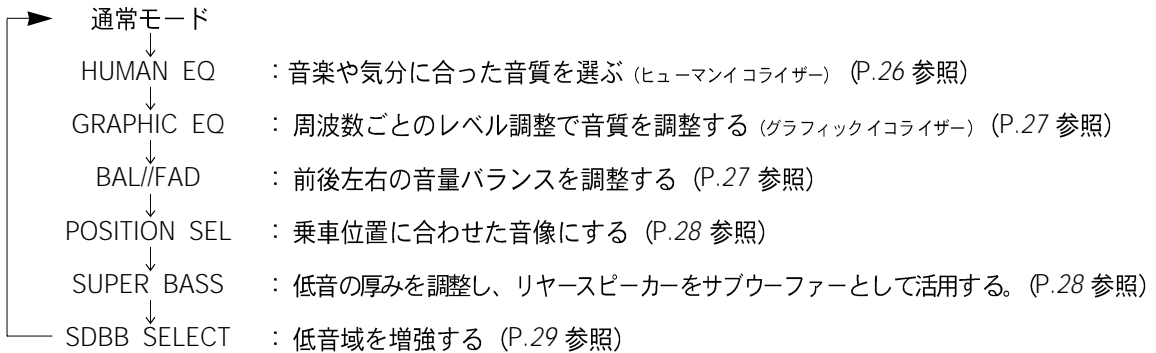 通常モード
HUMAN EQ ：音楽や気分に合った音質を選ぶ（ヒューマンイコライザー）（P.26 参照）
GRAPHIC EQ ：周波数ごとのレベル調整で音質を調整する（グラフィックイコライザー）（P.27 参照）
BAL//FAD ：前後左右の音量バランスを調整する（P.27 参照）
POSITION SEL ：乗車位置に合わせた音像にする（P.28 参照）
SUPER BASS ：低音の厚みを調整し、リヤースピーカーをサブウーファーとして活用する。（P.28 参照）
SDBB SELECT ：低音域を増強する（P.29 参照）